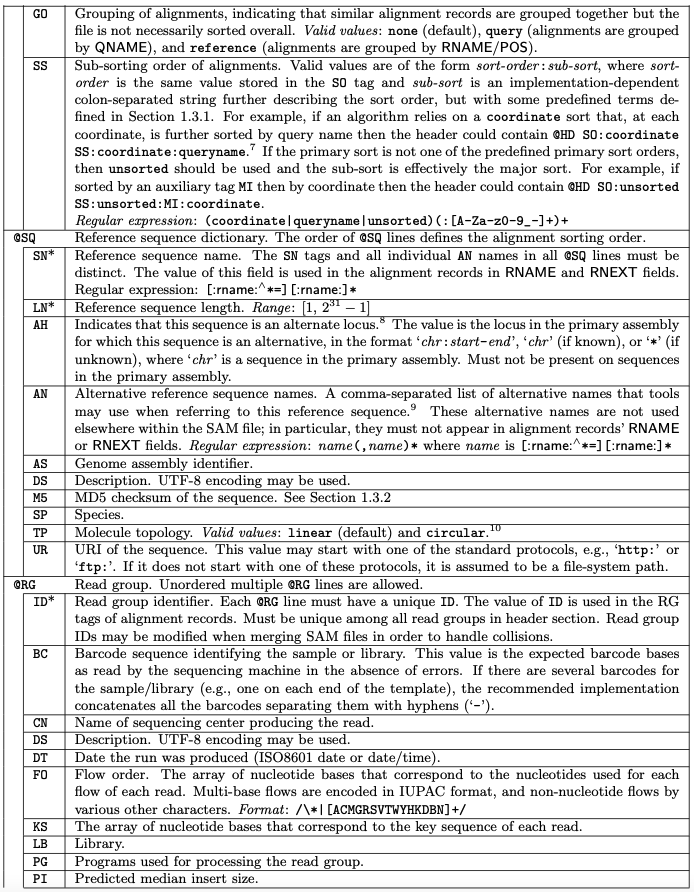 GO Grouping of alignments, indicating that similar alignment records are grouped together but the
file is not necessarily sorted overall. Valid values: none (default), query (alignments are grouped
by QNAME), and reference (alignments are grouped by RNAME/POS).
SS Sub-sorting order of alignments. Valid values are of the form sort-order:sub-sort, where sort-
order is the same value stored in the SO tag and sub-sort is an implementation-dependent
colon-separated string further describing the sort order, but with some predefined terms de-
fined in Section 1.3.1. For example, if an algorithm relies on a coordinate sort that, at each
coordinate, is further sorted by query name then the header could contain @HD SO:coordinate
SS:coordinate:queryname.7 If the primary sort is not one of the predefined primary sort orders,
then unsorted should be used and the sub-sort is effectively the major sort. For example, if
sorted by an auxiliary tag MI then by coordinate then the header could contain @HD SO:unsorted
SS:unsorted:MI:coordinate.
Regular expression: (coordinate|queryname|unsorted)(:[A-Za-z0-9_-]+)+
@SQ Reference sequence dictionary. The order of @SQ lines defines the alignment sorting order.
SN* Reference sequence name. The SN tags and all individual AN names in all @SQ lines must be
distinct. The value of this field is used in the alignment records in RNAME and RNEXT fields.
Regular expression: [:rname:^*=][:rname:]*
LN* Reference sequence length. Range: [1, 2^31 − 1]
AH Indicates that this sequence is an alternate locus.8 The value is the locus in the primary assembly
for which this sequence is an alternative, in the format ‘chr:start-end’, ‘chr’ (if known), or ‘*’ (if
unknown), where ‘chr’ is a sequence in the primary assembly. Must not be present on sequences
in the primary assembly.
AN Alternative reference sequence names. A comma-separated list of alternative names that tools
may use when referring to this reference sequence.9 These alternative names are not used
elsewhere within the SAM file; in particular, they must not appear in alignment records’ RNAME
or RNEXT fields. Regular expression: name(,name)* where name is [:rname:^*=][:rname:]*
AS Genome assembly identifier.
DS Description. UTF-8 encoding may be used.
M5 MD5 checksum of the sequence. See Section 1.3.2
SP Species.
TP Molecule topology. Valid values: linear (default) and circular.10
UR URI of the sequence. This value may start with one of the standard protocols, e.g., ‘http:’ or
‘ftp:’. If it does not start with one of these protocols, it is assumed to be a file-system path.
@RG Read group. Unordered multiple @RG lines are allowed.
ID* Read group identifier. Each @RG line must have a unique ID. The value of ID is used in the RG
tags of alignment records. Must be unique among all read groups in header section. Read group
IDs may be modified when merging SAM files in order to handle collisions.
BC Barcode sequence identifying the sample or library. This value is the expected barcode bases
as read by the sequencing machine in the absence of errors. If there are several barcodes for
the sample/library (e.g., one on each end of the template), the recommended implementation
concatenates all the barcodes separating them with hyphens (‘-’).
CN Name of sequencing center producing the read.
DS Description. UTF-8 encoding may be used.
DT Date the run was produced (ISO8601 date or date/time).
FO Flow order. The array of nucleotide bases that correspond to the nucleotides used for each
flow of each read. Multi-base flows are encoded in IUPAC format, and non-nucleotide flows by
various other characters. Format: /\*|[ACMGRSVTWYHKDBN]+/
KS The array of nucleotide bases that correspond to the key sequence of each read.
LB Library.
PG Programs used for processing the read group.
PI Predicted median insert size.